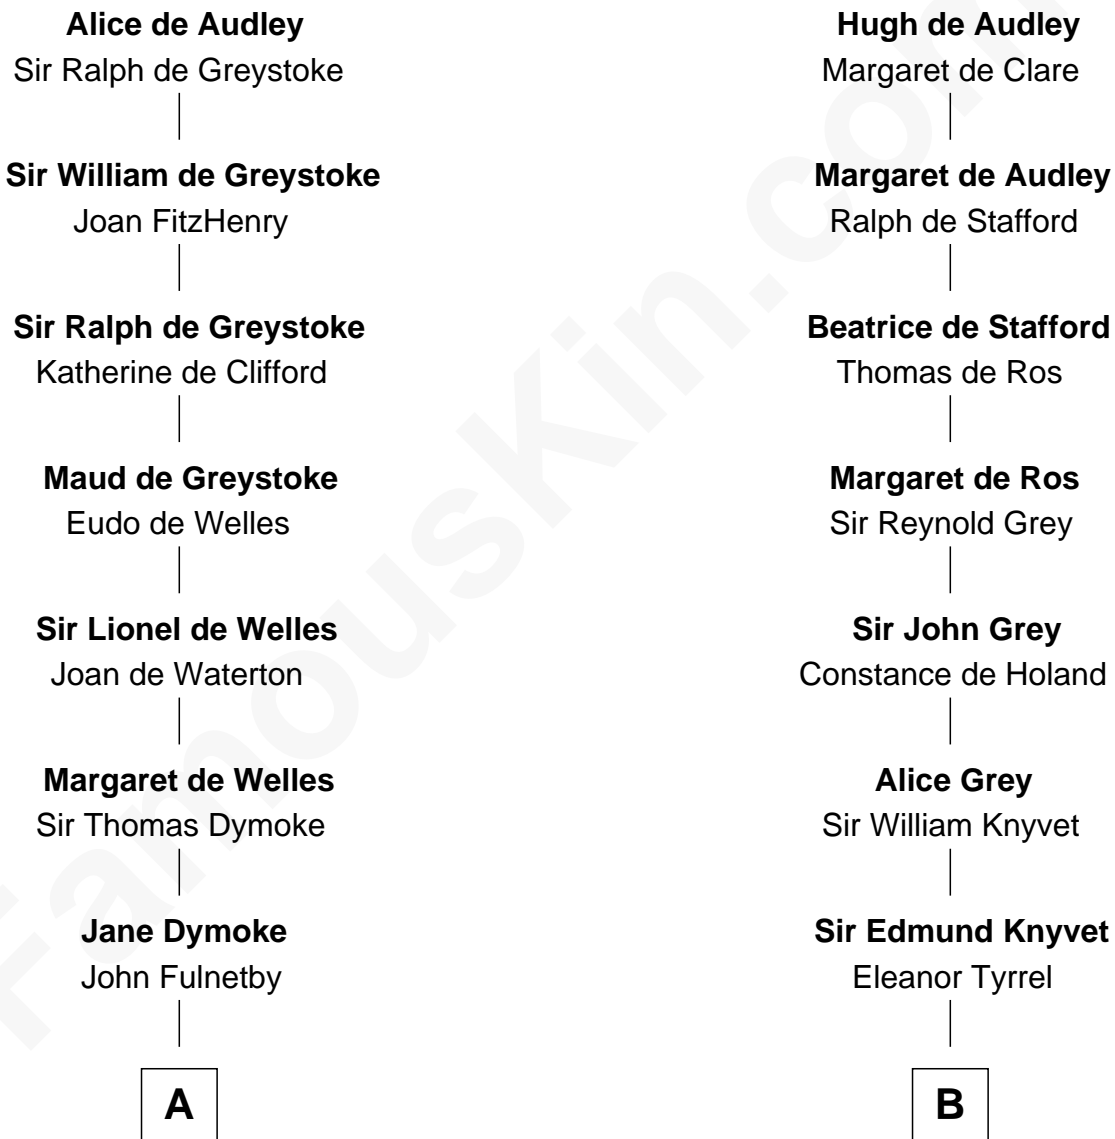 Alice de Audley
Sir Ralph de Greystoke
Sir William de Greystoke
Joan FitzHenry
Sir Ralph de Greystoke
Katherine de Clifford
Maud de Greystoke
Eudo de Welles
Sir Lionel de Welles
Joan de Waterton
Margaret de Welles
Sir Thomas Dymoke
Jane Dymoke
John Fulnetby
A
Hugh de Audley
Margaret de Clare
Margaret de Audley
Ralph de Stafford
Beatrice de Stafford
Thomas de Ros
Margaret de Ros
Sir Reynold Grey
Sir John Grey
Constance de Holand
Alice Grey
Sir William Knyvet
Sir Edmund Knyvet
Eleanor Tyrrel
B
FamousKin.com